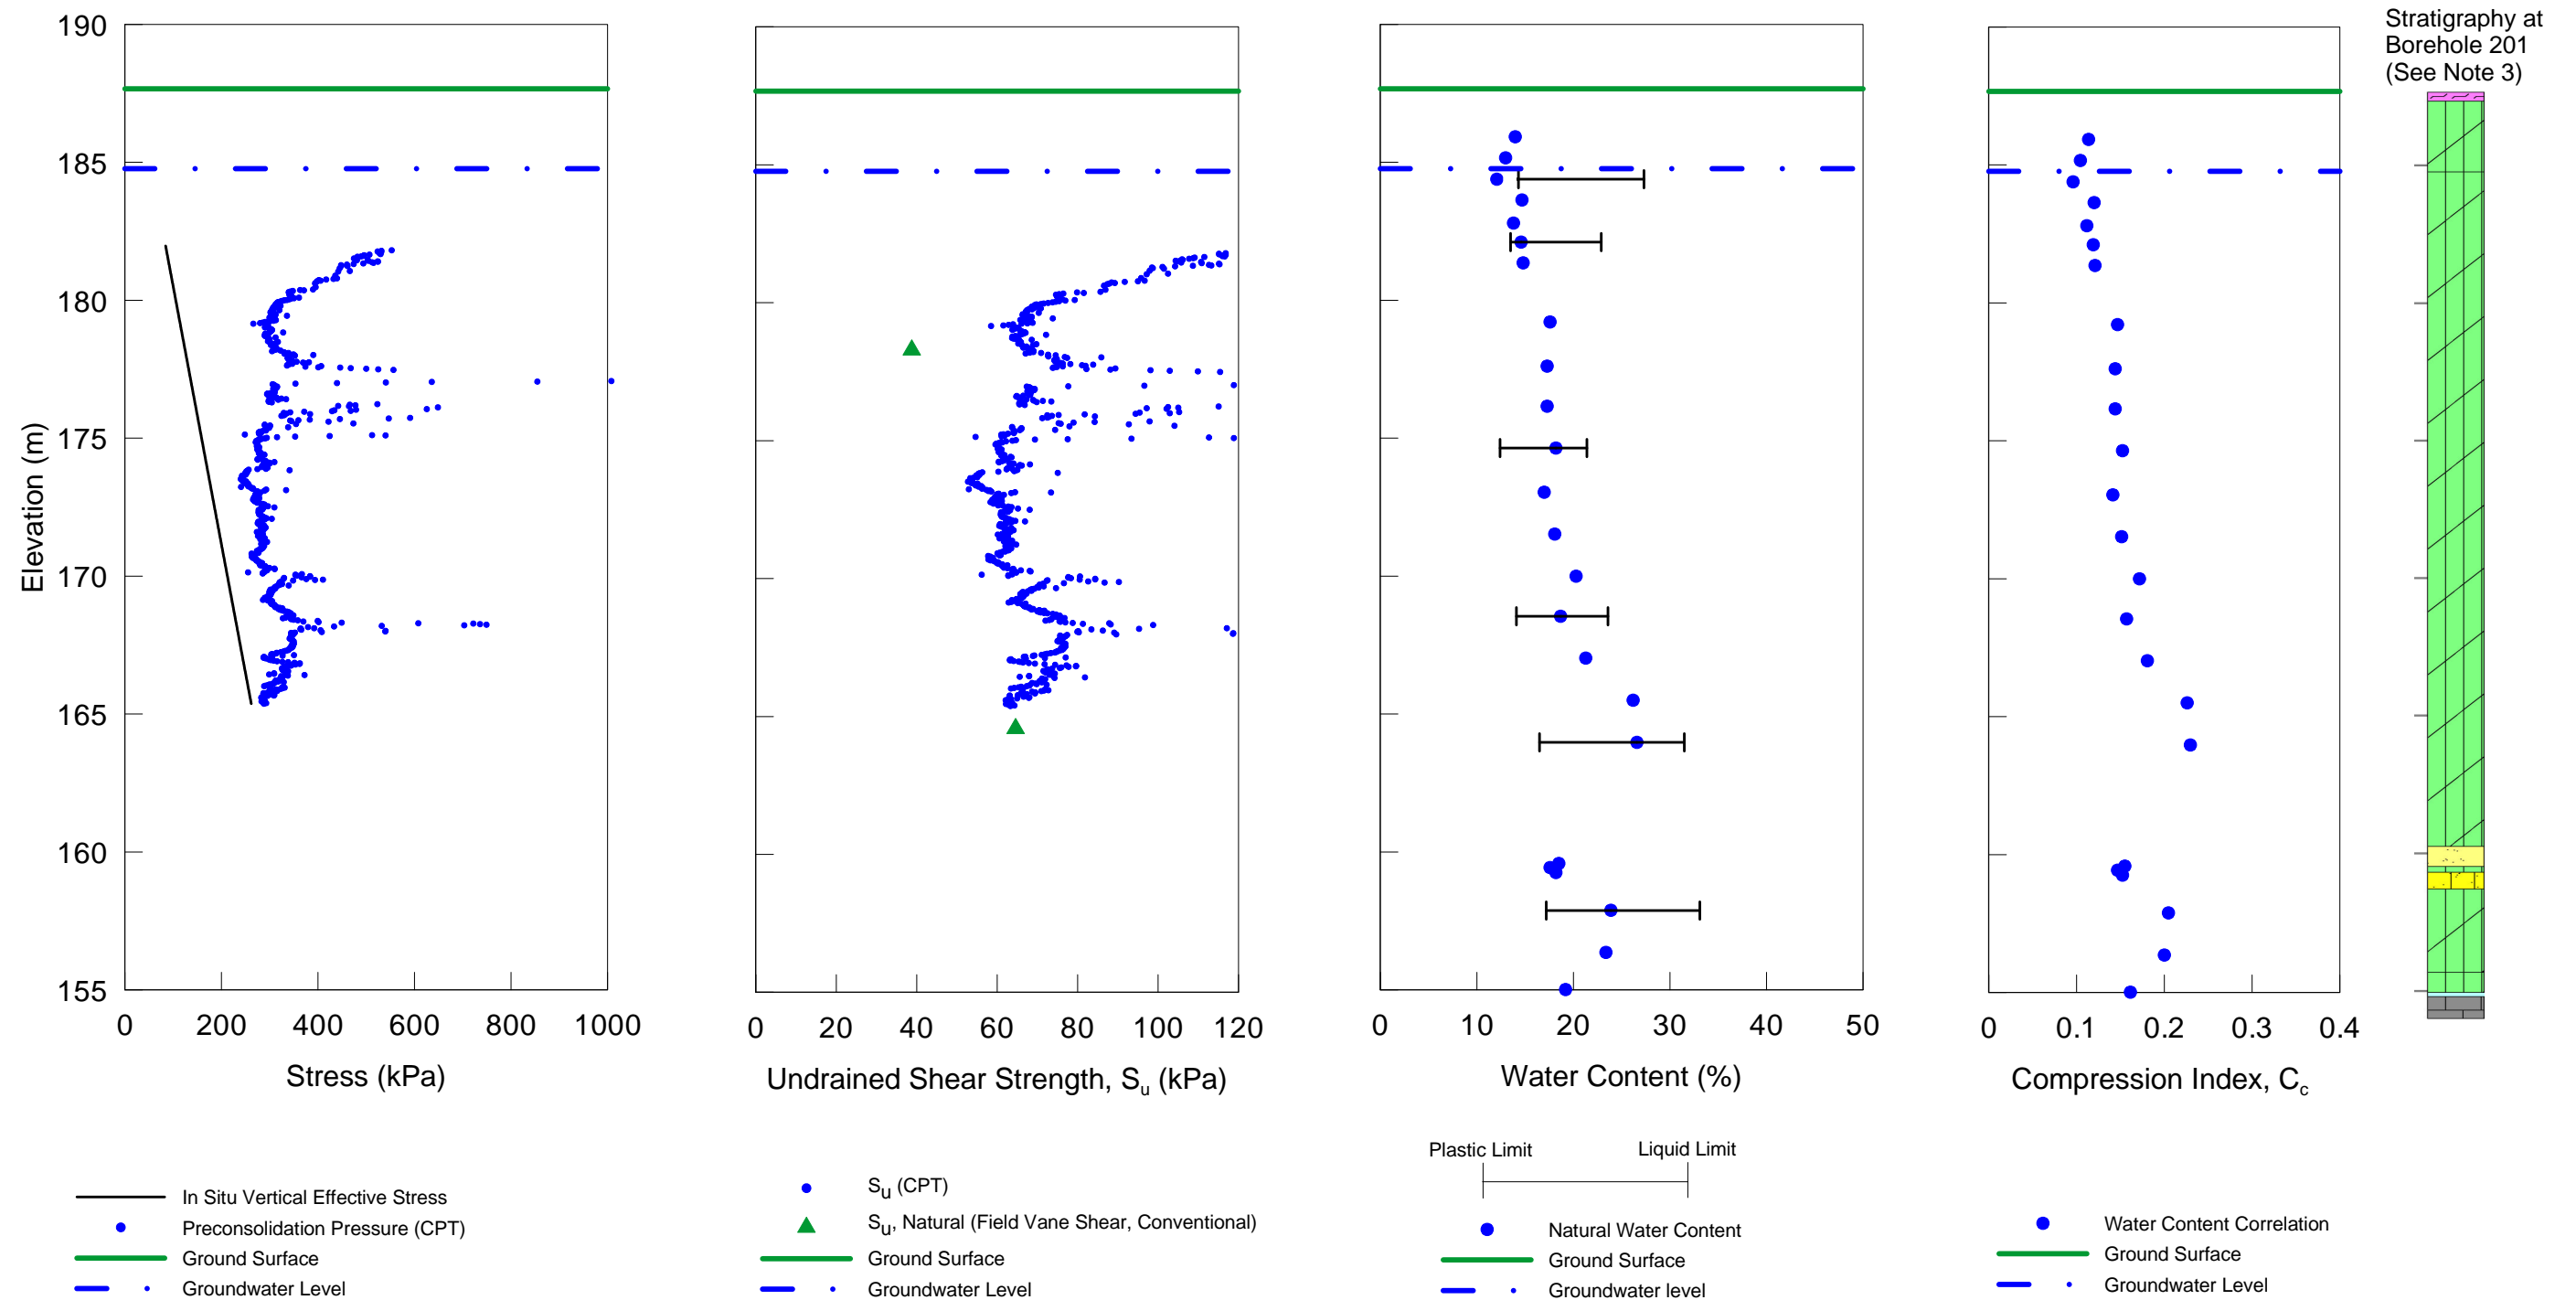 Stratigraphy at
Borehole 201
(See Note 3)
190
185
180
175
170
165
160
155
Elevation (m)
0 200 400 600 800 1000
Stress (kPa)
0 20 40 60 80 100 120
Undrained Shear Strength, Su (kPa)
0 10 20 30 40 50
Water Content (%)
0 0.1 0.2 0.3 0.4
Compression Index, Cc
In Situ Vertical Effective Stress
Preconsolidation Pressure (CPT)
Ground Surface
Groundwater Level
Su (CPT)
Su, Natural (Field Vane Shear, Conventional)
Ground Surface
Groundwater Level
Plastic Limit Liquid Limit
Natural Water Content
Ground Surface
Groundwater level
Water Content Correlation
Ground Surface
Groundwater Level